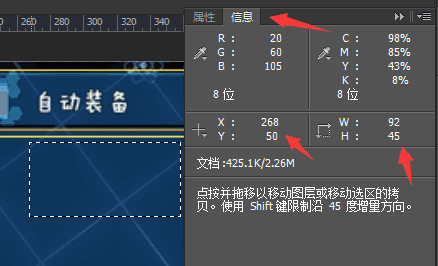 260 280 300 320 340
属性 信息
R : 20 C : 98%
G : 60 M : 85%
B : 105 Y : 43%
K : 8%
8 位 8 位
自动装备
X : 268 W : 92
Y : 50 H : 45
文档:425.1K/2.26M
点按并拖移以移动图层或移动选区的拷
贝。使用 Shift 键限制沿 45 度增量方向。